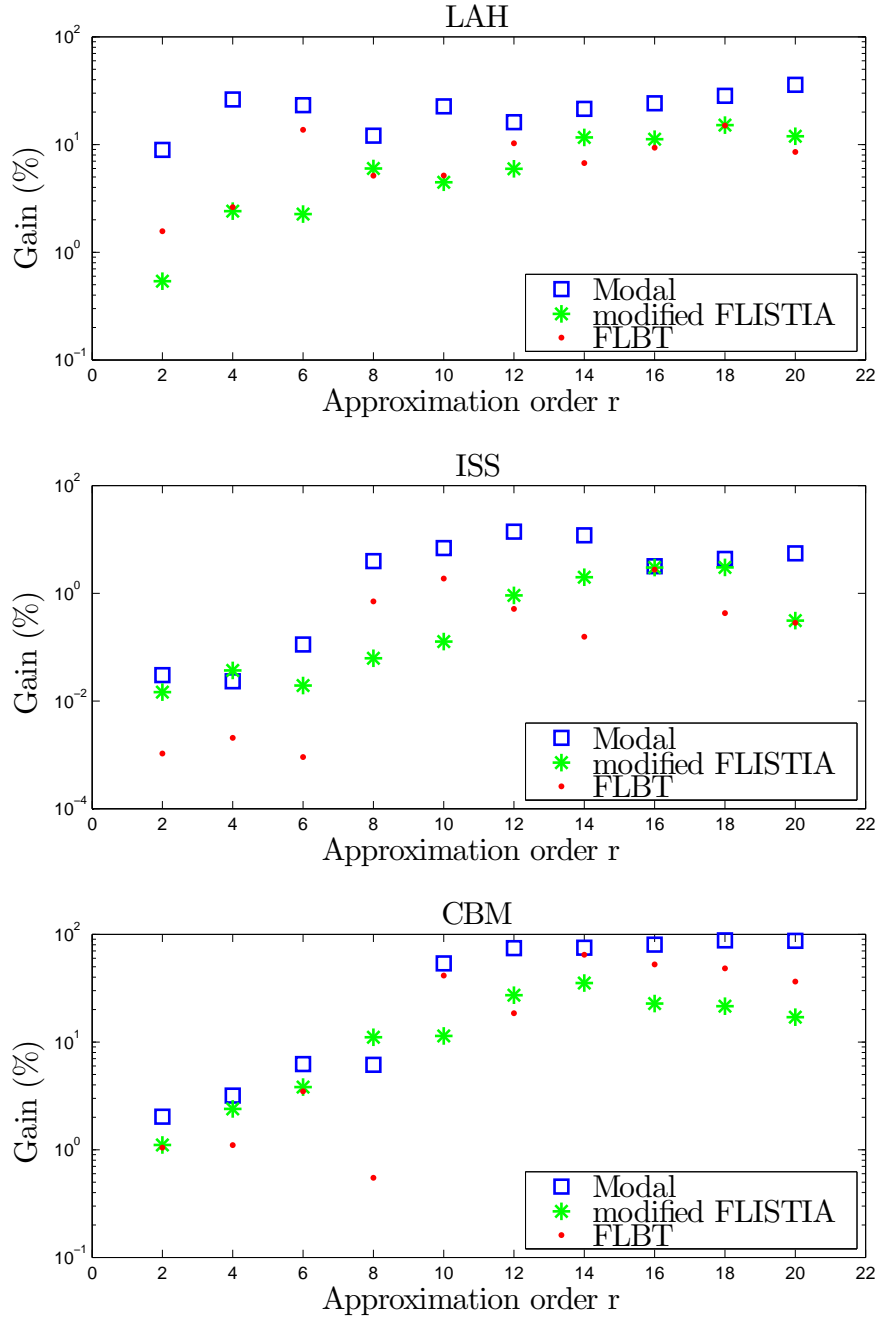 LAH
10^2
10^1
10^0
10^-1
Gain (%)
Modal
modified FLISTIA
FLBT
0 2 4 6 8 10 12 14 16 18 20 22
Approximation order r
ISS
10^2
10^0
10^-2
10^-4
Gain (%)
Modal
modified FLISTIA
FLBT
0 2 4 6 8 10 12 14 16 18 20 22
Approximation order r
CBM
10^2
10^1
10^0
10^-1
Gain (%)
Modal
modified FLISTIA
FLBT
0 2 4 6 8 10 12 14 16 18 20 22
Approximation order r